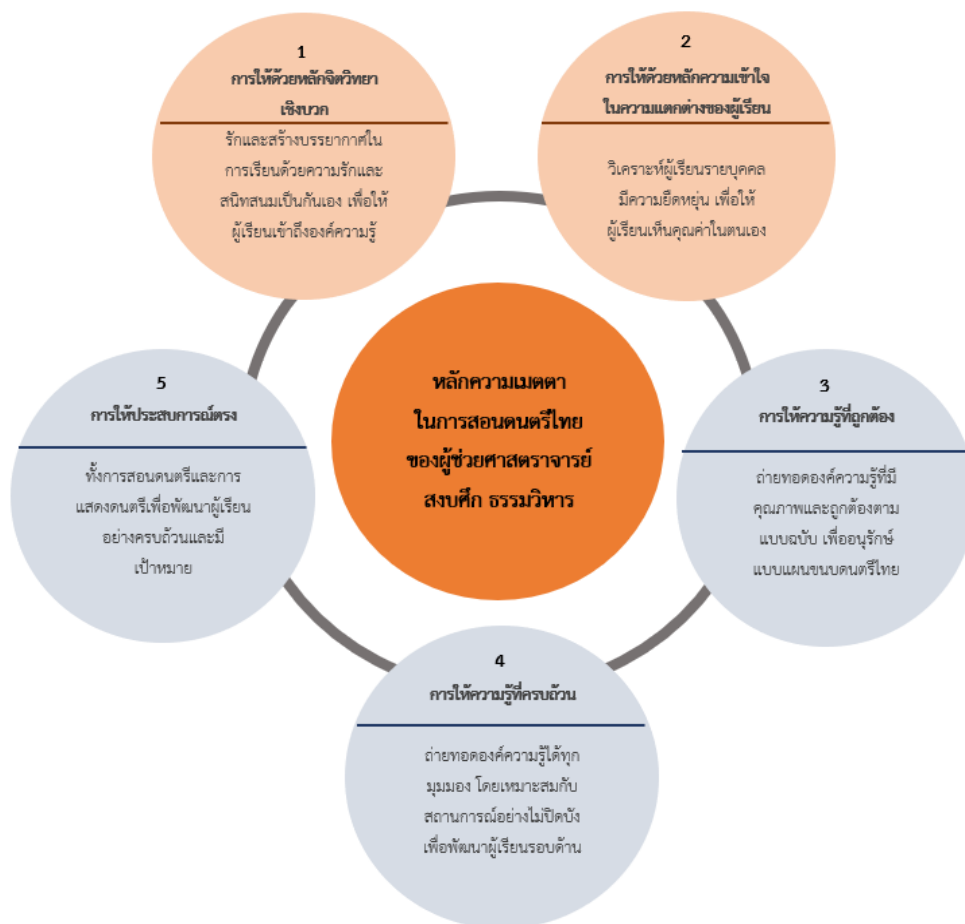 1
การให้ด้วยหลักจิตวิทยา
เชิงบวก
รักและสร้างบรรยากาศใน
การเรียนด้วยความรักและ
สนิทสนมเป็นกันเอง เพื่อให้
ผู้เรียนเข้าถึงองค์ความรู้
2
การให้ด้วยหลักความเข้าใจ
ในความแตกต่างของผู้เรียน
วิเคราะห์ผู้เรียนรายบุคคล
มีความยืดหยุ่น เพื่อให้
ผู้เรียนเห็นคุณค่าในตนเอง
หลักความเมตตา
ในการสอนดนตรีไทย
ของผู้ช่วยศาสตราจารย์
สงบศึก ธรรมวิหาร
3
การให้ความรู้ที่ถูกต้อง
ถ่ายทอดองค์ความรู้ที่มี
คุณภาพและถูกต้องตาม
แบบฉบับ เพื่ออนุรักษ์
แบบแผนขนบดนตรีไทย
4
การให้ความรู้ที่ครบถ้วน
ถ่ายทอดองค์ความรู้ได้ทุก
มุมมอง โดยเหมาะสมกับ
สถานการณ์อย่างไม่ปิดบัง
เพื่อพัฒนาผู้เรียนรอบด้าน
5
การให้ประสบการณ์ตรง
ทั้งการสอนดนตรีและการ
แสดงดนตรีเพื่อพัฒนาผู้เรียน
อย่างครบถ้วนและมี
เป้าหมาย